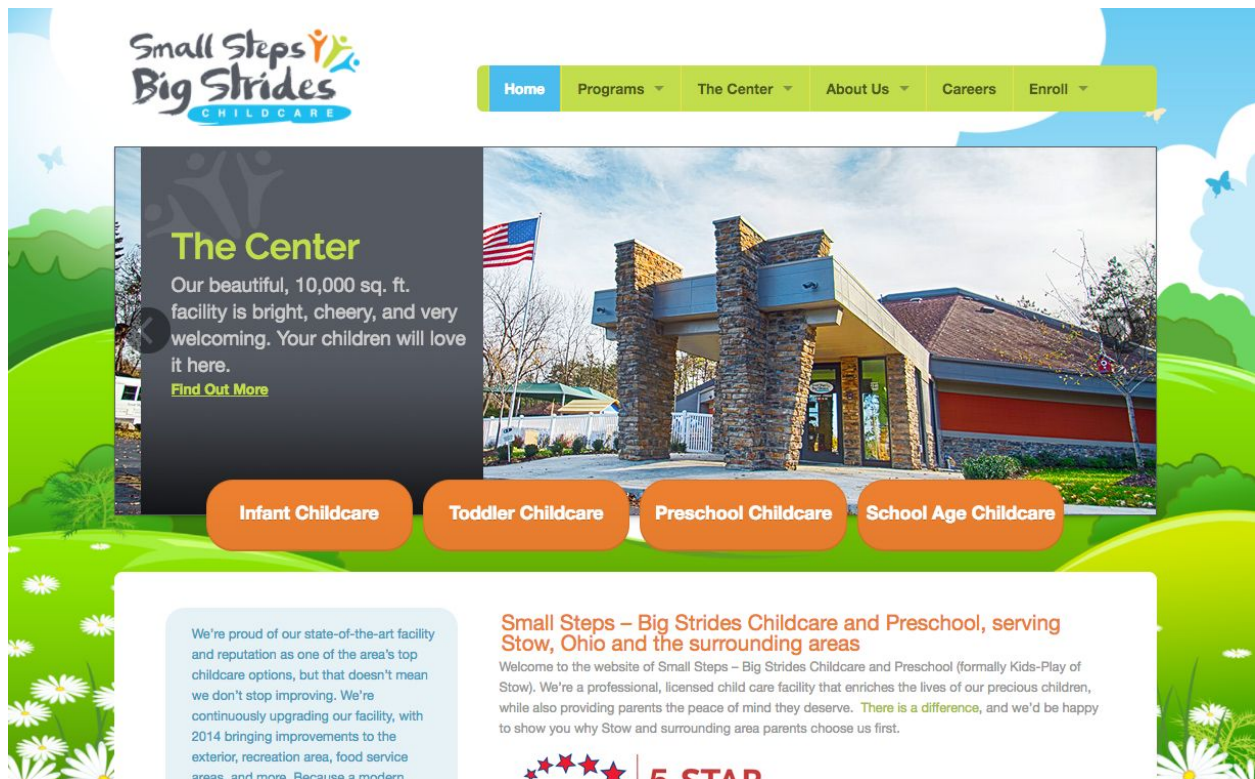 Small Steps
Big Strides
CHILDCARE
Home Programs The Center About Us Careers Enroll
The Center
Our beautiful, 10,000 sq. ft.
facility is bright, cheery, and very
welcoming. Your children will love
it here.
Find Out More
Infant Childcare Toddler Childcare Preschool Childcare School Age Childcare
We're proud of our state-of-the-art facility
and reputation as one of the area's top
childcare options, but that doesn't mean
we don't stop improving. We're
continuously upgrading our facility, with
2014 bringing improvements to the
exterior, recreation area, food service
areas, and more. Because a modern
Small Steps – Big Strides Childcare and Preschool, serving
Stow, Ohio and the surrounding areas
Welcome to the website of Small Steps – Big Strides Childcare and Preschool (formally Kids-Play of
Stow). We're a professional, licensed child care facility that enriches the lives of our precious children,
while also providing parents the peace of mind they deserve. There is a difference, and we'd be happy
to show you why Stow and surrounding area parents choose us first.
5-STAR